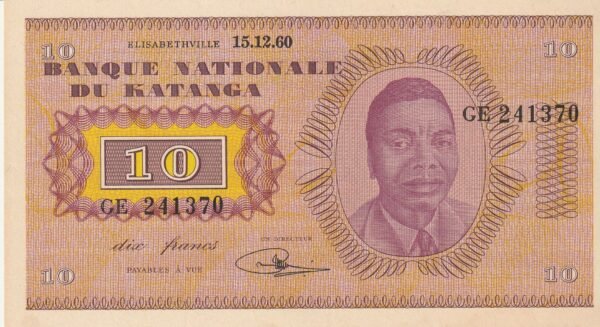 10 10
ELISABETHVILLE 15.12.60
BANQUE NATIONALE
DU KATANGA
GE 241370
10
GE 241370
dix francs
UN DIRECTEUR
PAYABLES A VUE
10 10